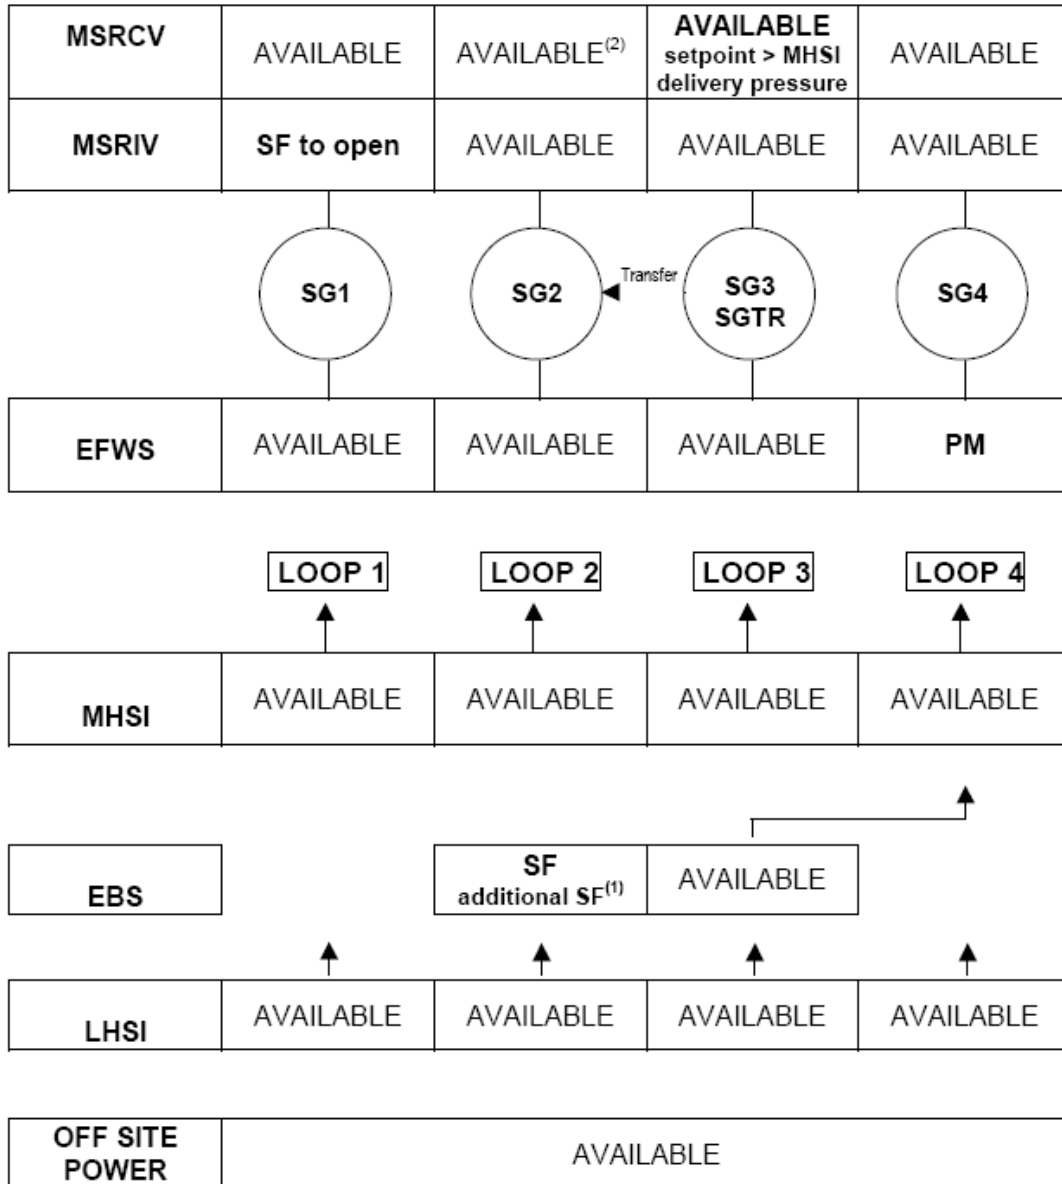 MSRCV AVAILABLE AVAILABLE(2) AVAILABLE AVAILABLE
setpoint > MHSI
delivery pressure
MSRIV SF to open AVAILABLE AVAILABLE AVAILABLE
SG1 SG2 Transfer SG3 SG4
SGTR
EFWS AVAILABLE AVAILABLE AVAILABLE PM
LOOP 1 LOOP 2 LOOP 3 LOOP 4
MHSI AVAILABLE AVAILABLE AVAILABLE AVAILABLE
EBS SF AVAILABLE
additional SF(1)
LHSI AVAILABLE AVAILABLE AVAILABLE AVAILABLE
OFF SITE
POWER AVAILABLE